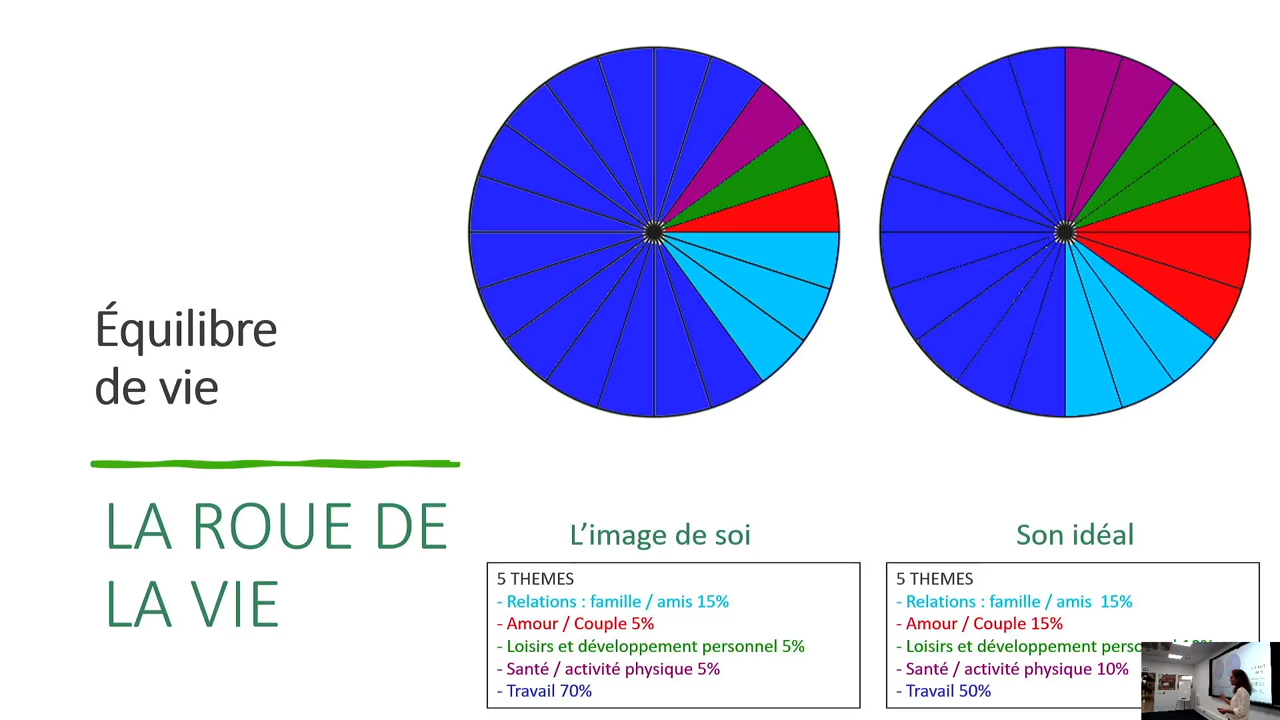 Équilibre
de vie
LA ROUE DE
LA VIE
L’image de soi
5 THEMES
- Relations : famille / amis 15%
- Amour / Couple 5%
- Loisirs et développement personnel 5%
- Santé / activité physique 5%
- Travail 70%
Son idéal
5 THEMES
- Relations : famille / amis  15%
- Amour / Couple 15%
- Loisirs et développement
- Santé / activité physique 10%
- Travail 50%